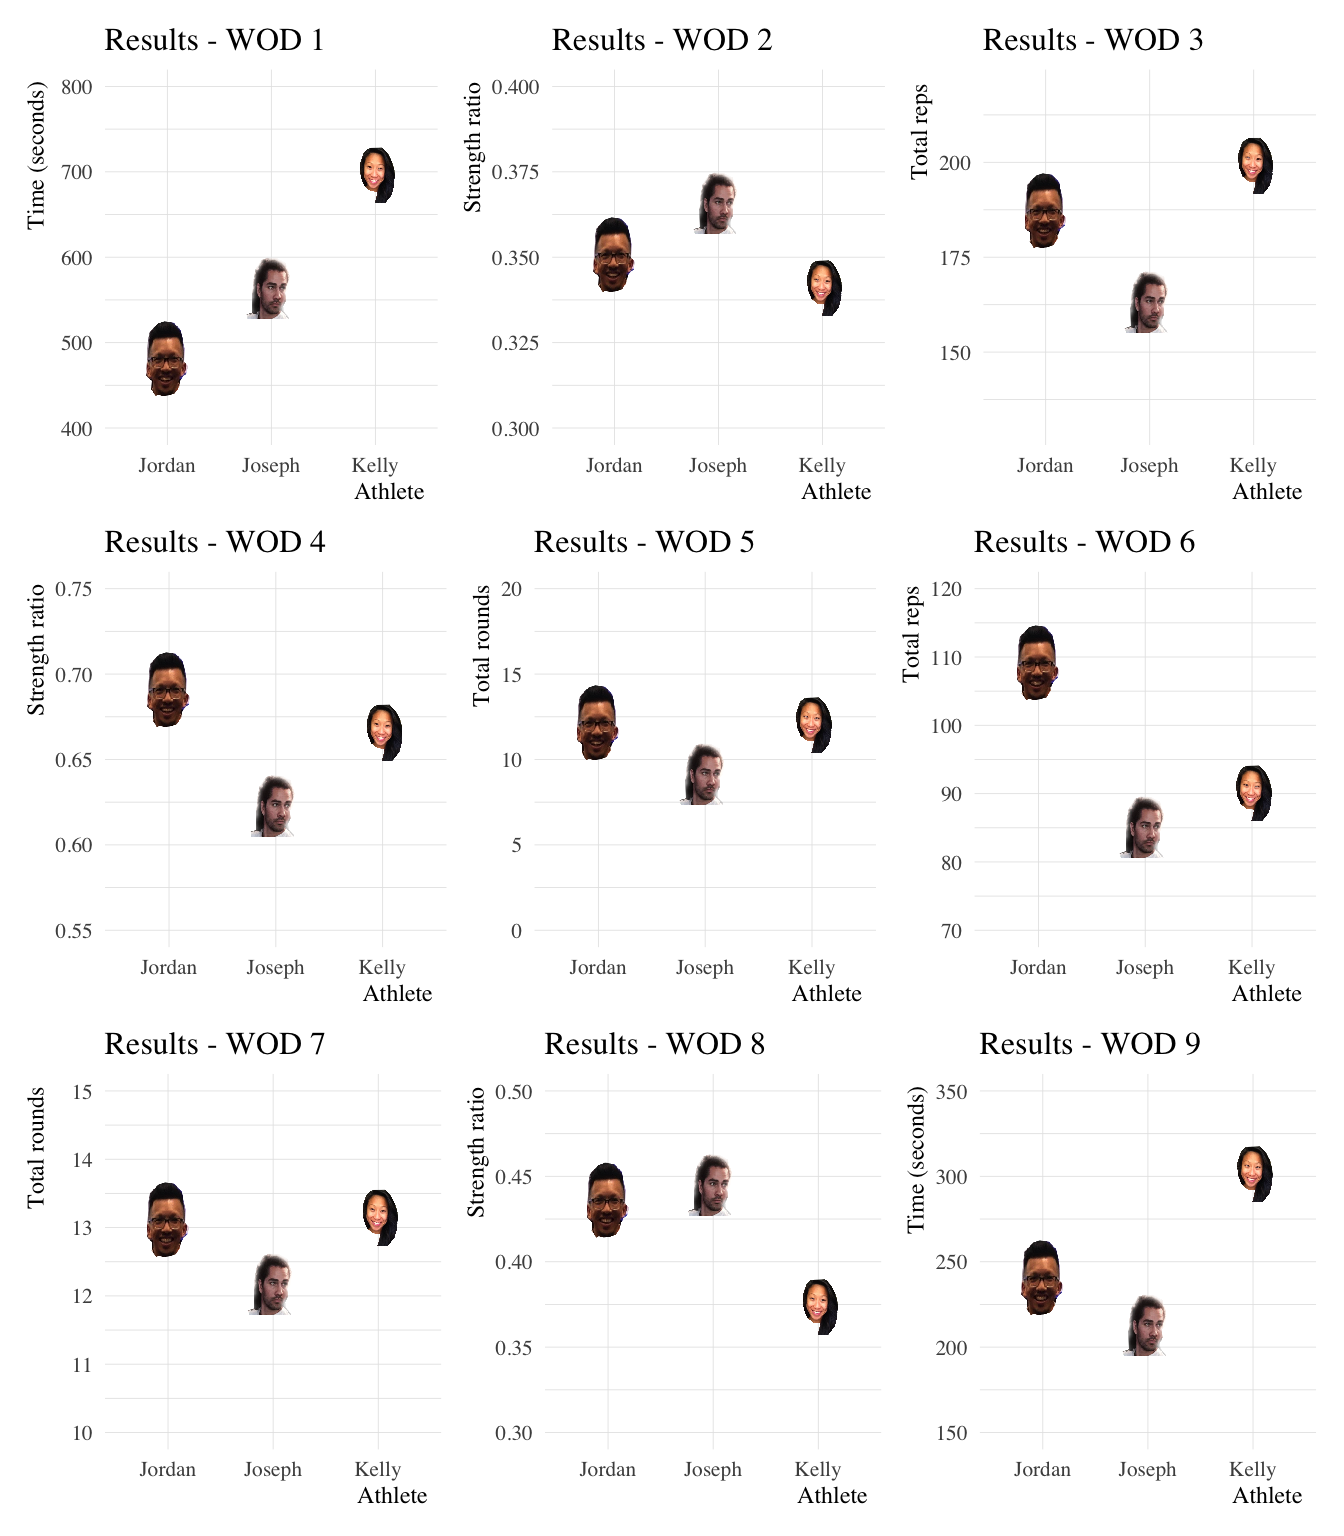 Results - WOD 1
Time (seconds)
800
700
600
500
400
Jordan Joseph Kelly
Athlete
Results - WOD 2
Strength ratio
0.400
0.375
0.350
0.325
0.300
Jordan Joseph Kelly
Athlete
Results - WOD 3
Total reps
200
175
150
Jordan Joseph Kelly
Athlete
Results - WOD 4
Strength ratio
0.75
0.70
0.65
0.60
0.55
Jordan Joseph Kelly
Athlete
Results - WOD 5
Total rounds
20
15
10
5
0
Jordan Joseph Kelly
Athlete
Results - WOD 6
Total reps
120
110
100
90
80
70
Jordan Joseph Kelly
Athlete
Results - WOD 7
Total rounds
15
14
13
12
11
10
Jordan Joseph Kelly
Athlete
Results - WOD 8
Strength ratio
0.50
0.45
0.40
0.35
0.30
Jordan Joseph Kelly
Athlete
Results - WOD 9
Time (seconds)
350
300
250
200
150
Jordan Joseph Kelly
Athlete